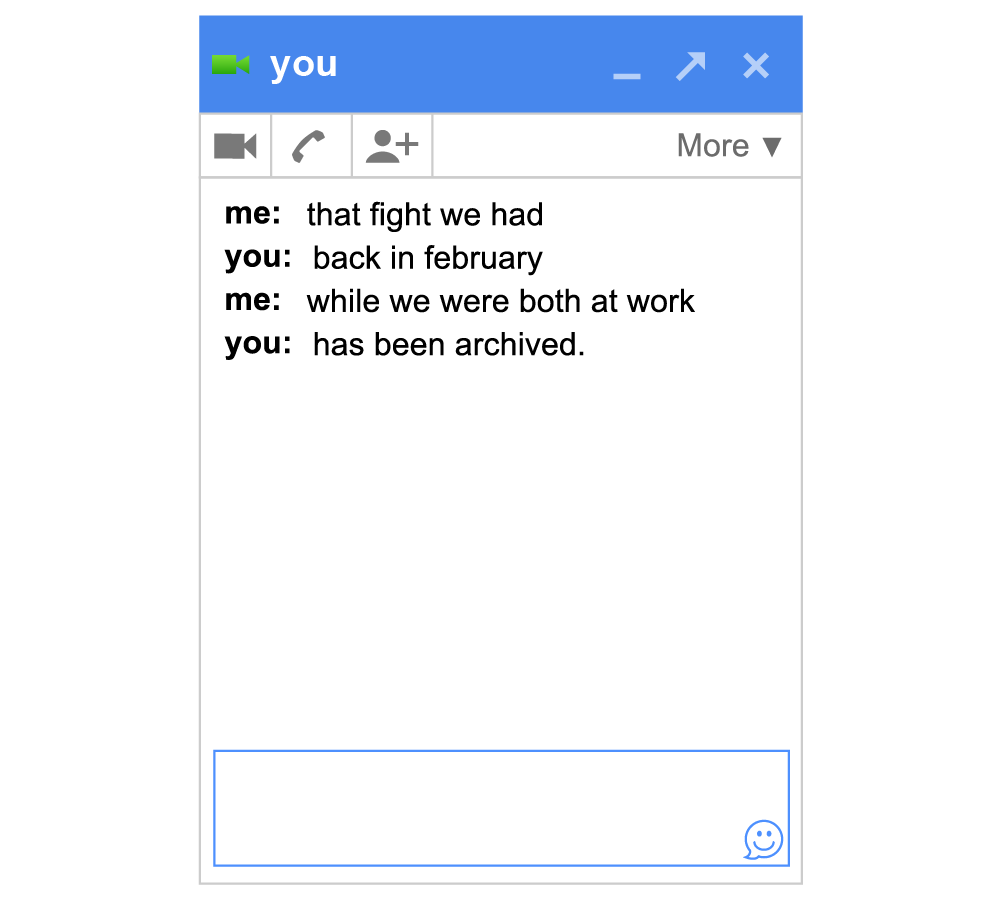 you
More ▼
me: that fight we had
you: back in february
me: while we were both at work
you: has been archived.